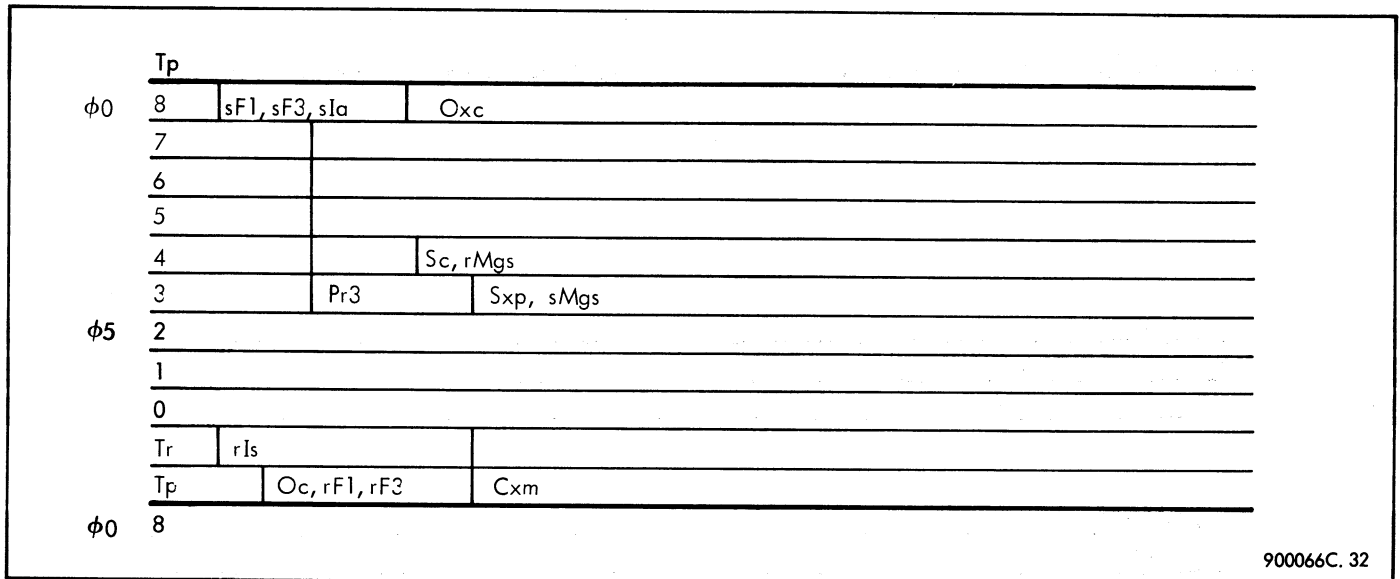 Tp
ϕ0 8 sF1, sF3, sIa Oxc
7
6
5
4 Sc, rMgs
3 Pr3 Sxp, sMgs
ϕ5 2
1
0
Tr rIs
Tp Oc, rF1, rF3 Cxm
ϕ0 8
900066C. 32